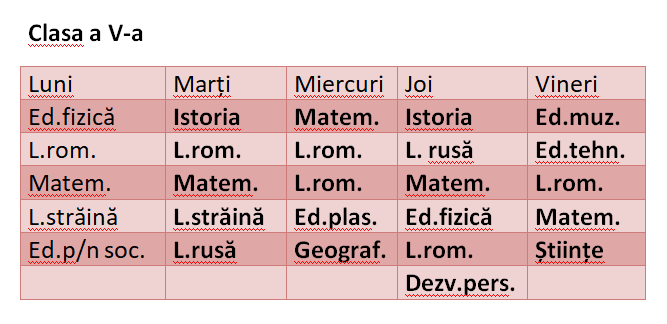 Clasa a V-a
Luni Marți Miercuri Joi Vineri
Ed.fizică Istoria Matem. Istoria Ed.muz.
L.rom. L.rom. L.rom. L. rusă Ed.tehn.
Matem. Matem. L.rom. Matem. L.rom.
L.străină L.străină Ed.plas. Ed.fizică Matem.
Ed.p/n soc. L.rusă Geograf. L.rom. Științe
Dezv.pers.